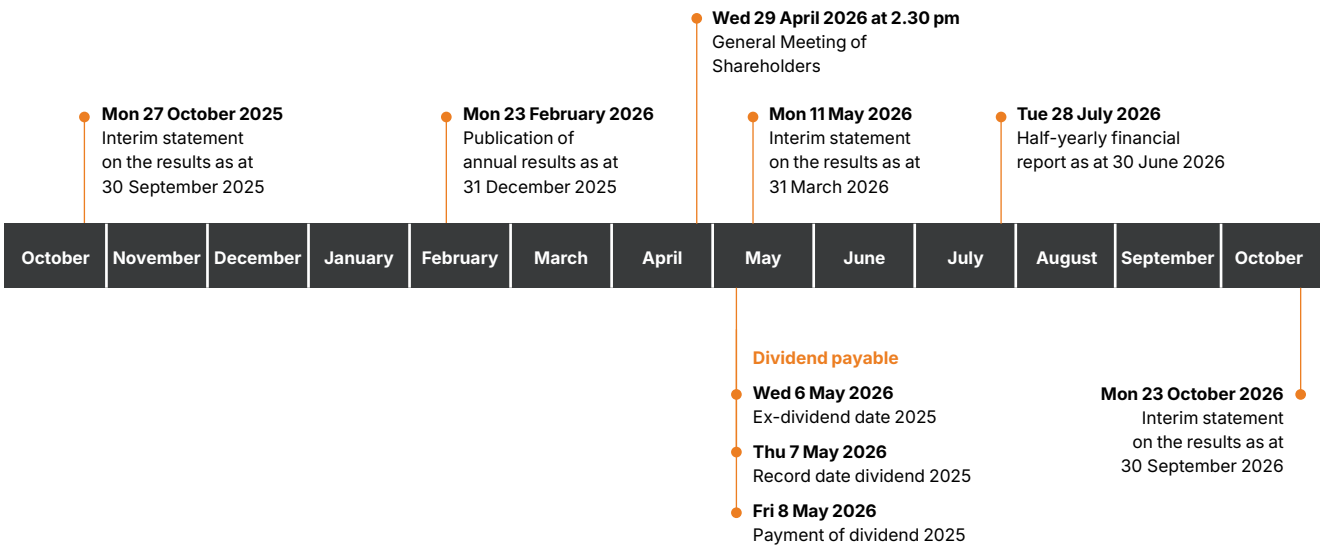 Wed 29 April 2026 at 2.30 pm
General Meeting of
Shareholders
Mon 27 October 2025
Interim statement
on the results as at
30 September 2025
Mon 23 February 2026
Publication of
annual results as at
31 December 2025
Mon 11 May 2026
Interim statement
on the results as at
31 March 2026
Tue 28 July 2026
Half-yearly financial
report as at 30 June 2026
October November December January February March April May June July August September October
Dividend payable
Wed 6 May 2026
Ex-dividend date 2025
Thu 7 May 2026
Record date dividend 2025
Fri 8 May 2026
Payment of dividend 2025
Mon 23 October 2026
Interim statement
on the results as at
30 September 2026